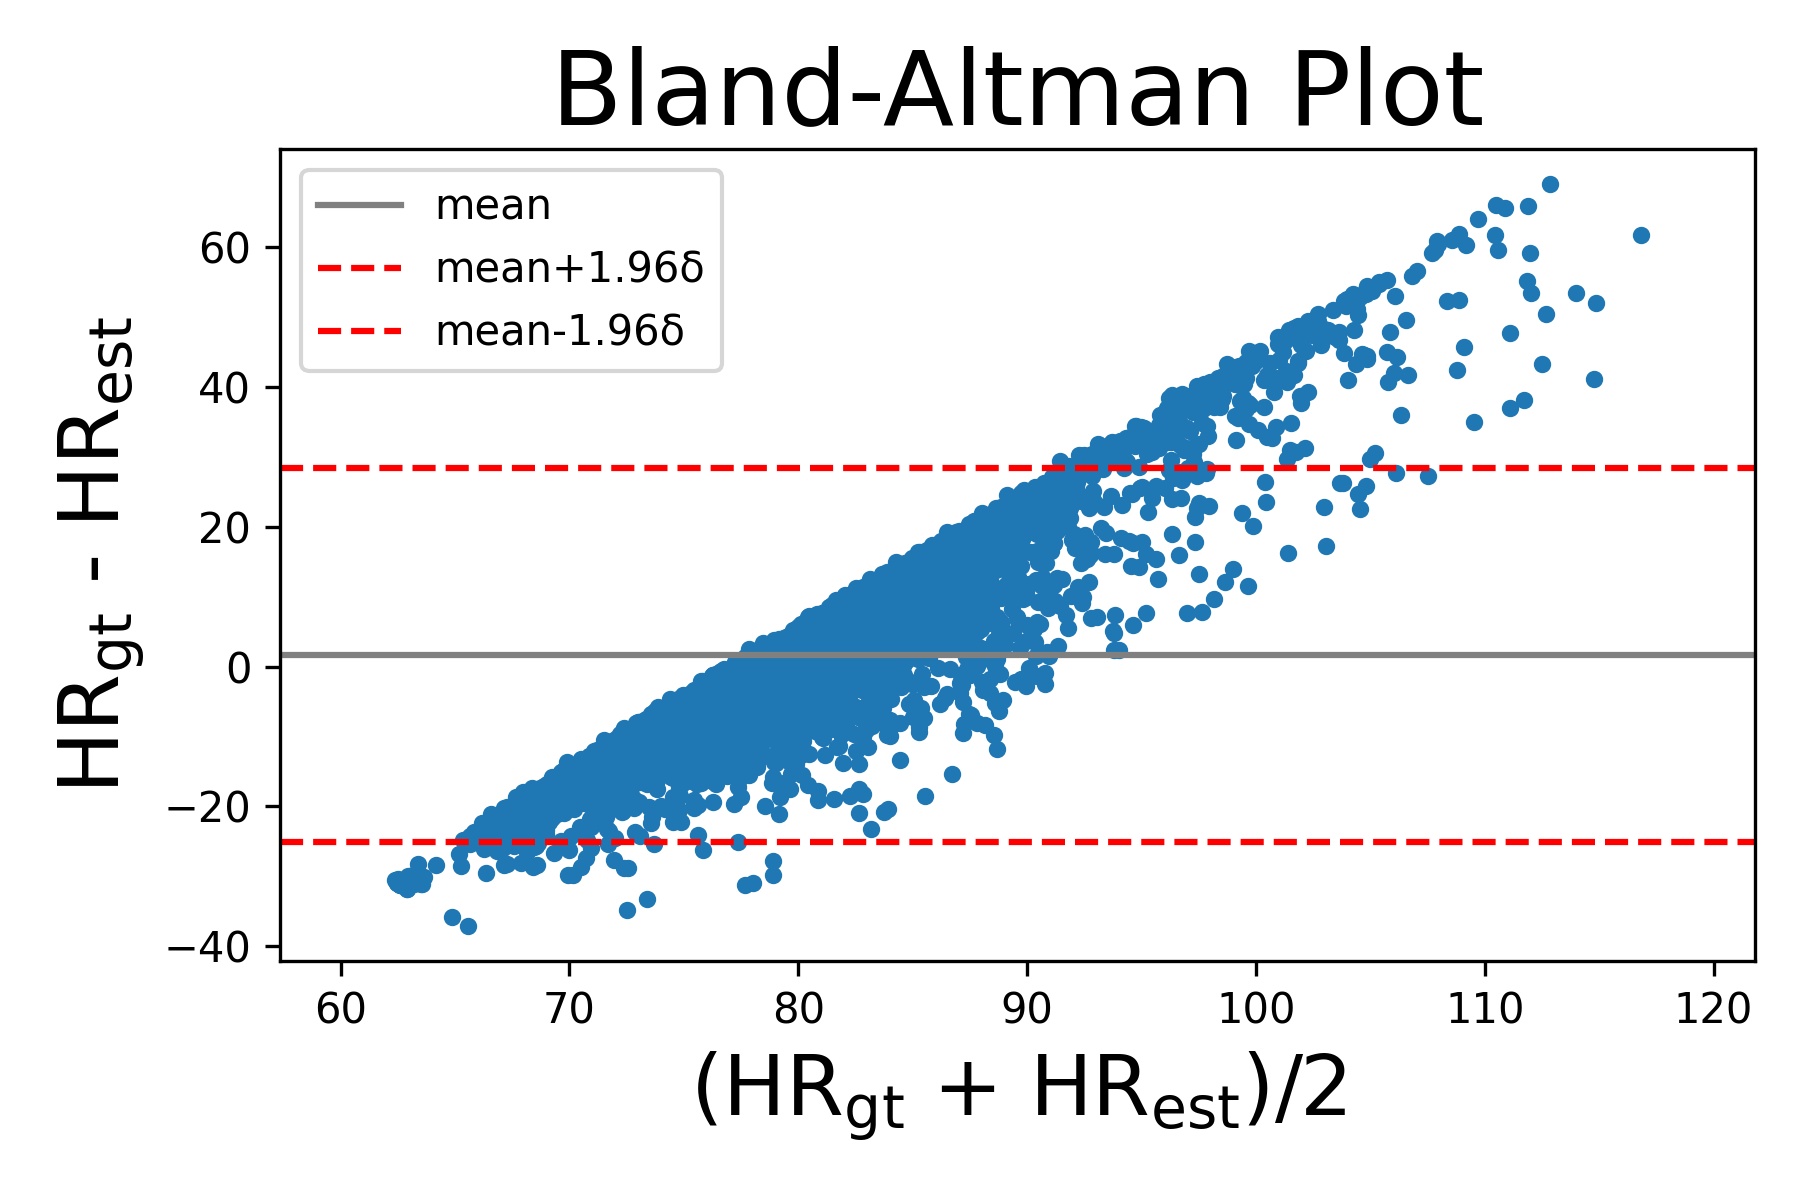 Bland-Altman Plot
mean
mean+1.96δ
mean-1.96δ
HRgt - HRest
60
40
20
0
−20
−40
60 70 80 90 100 110 120
(HRgt + HRest)/2